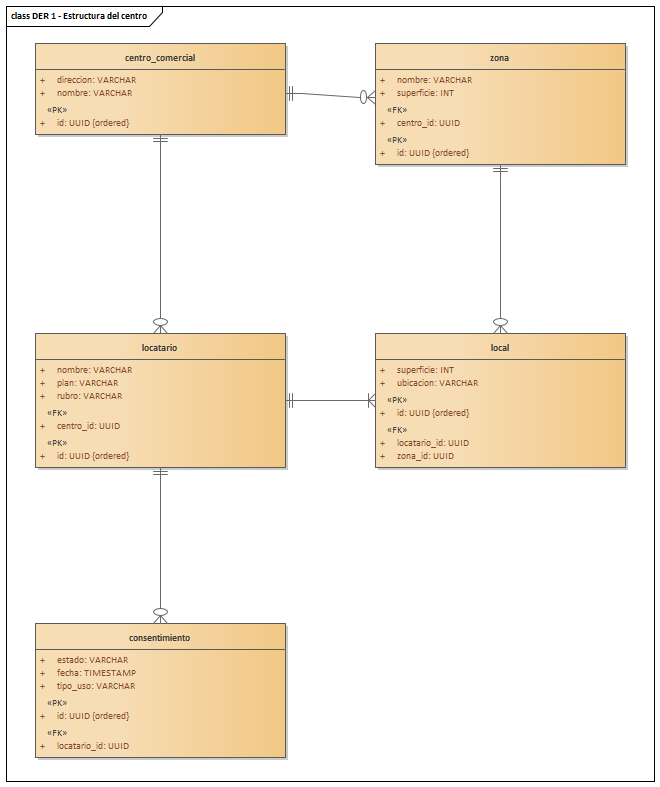 class DER 1 - Estructura del centro
centro_comercial
+ direccion: VARCHAR
+ nombre: VARCHAR
«PK»
+ id: UUID {ordered}
zona
+ nombre: VARCHAR
+ superficie: INT
«FK»
+ centro_id: UUID
«PK»
+ id: UUID {ordered}
locatario
+ nombre: VARCHAR
+ plan: VARCHAR
+ rubro: VARCHAR
«FK»
+ centro_id: UUID
«PK»
+ id: UUID {ordered}
local
+ superficie: INT
+ ubicacion: VARCHAR
«PK»
+ id: UUID {ordered}
«FK»
+ locatario_id: UUID
+ zona_id: UUID
consentimiento
+ estado: VARCHAR
+ fecha: TIMESTAMP
+ tipo_uso: VARCHAR
«PK»
+ id: UUID {ordered}
«FK»
+ locatario_id: UUID